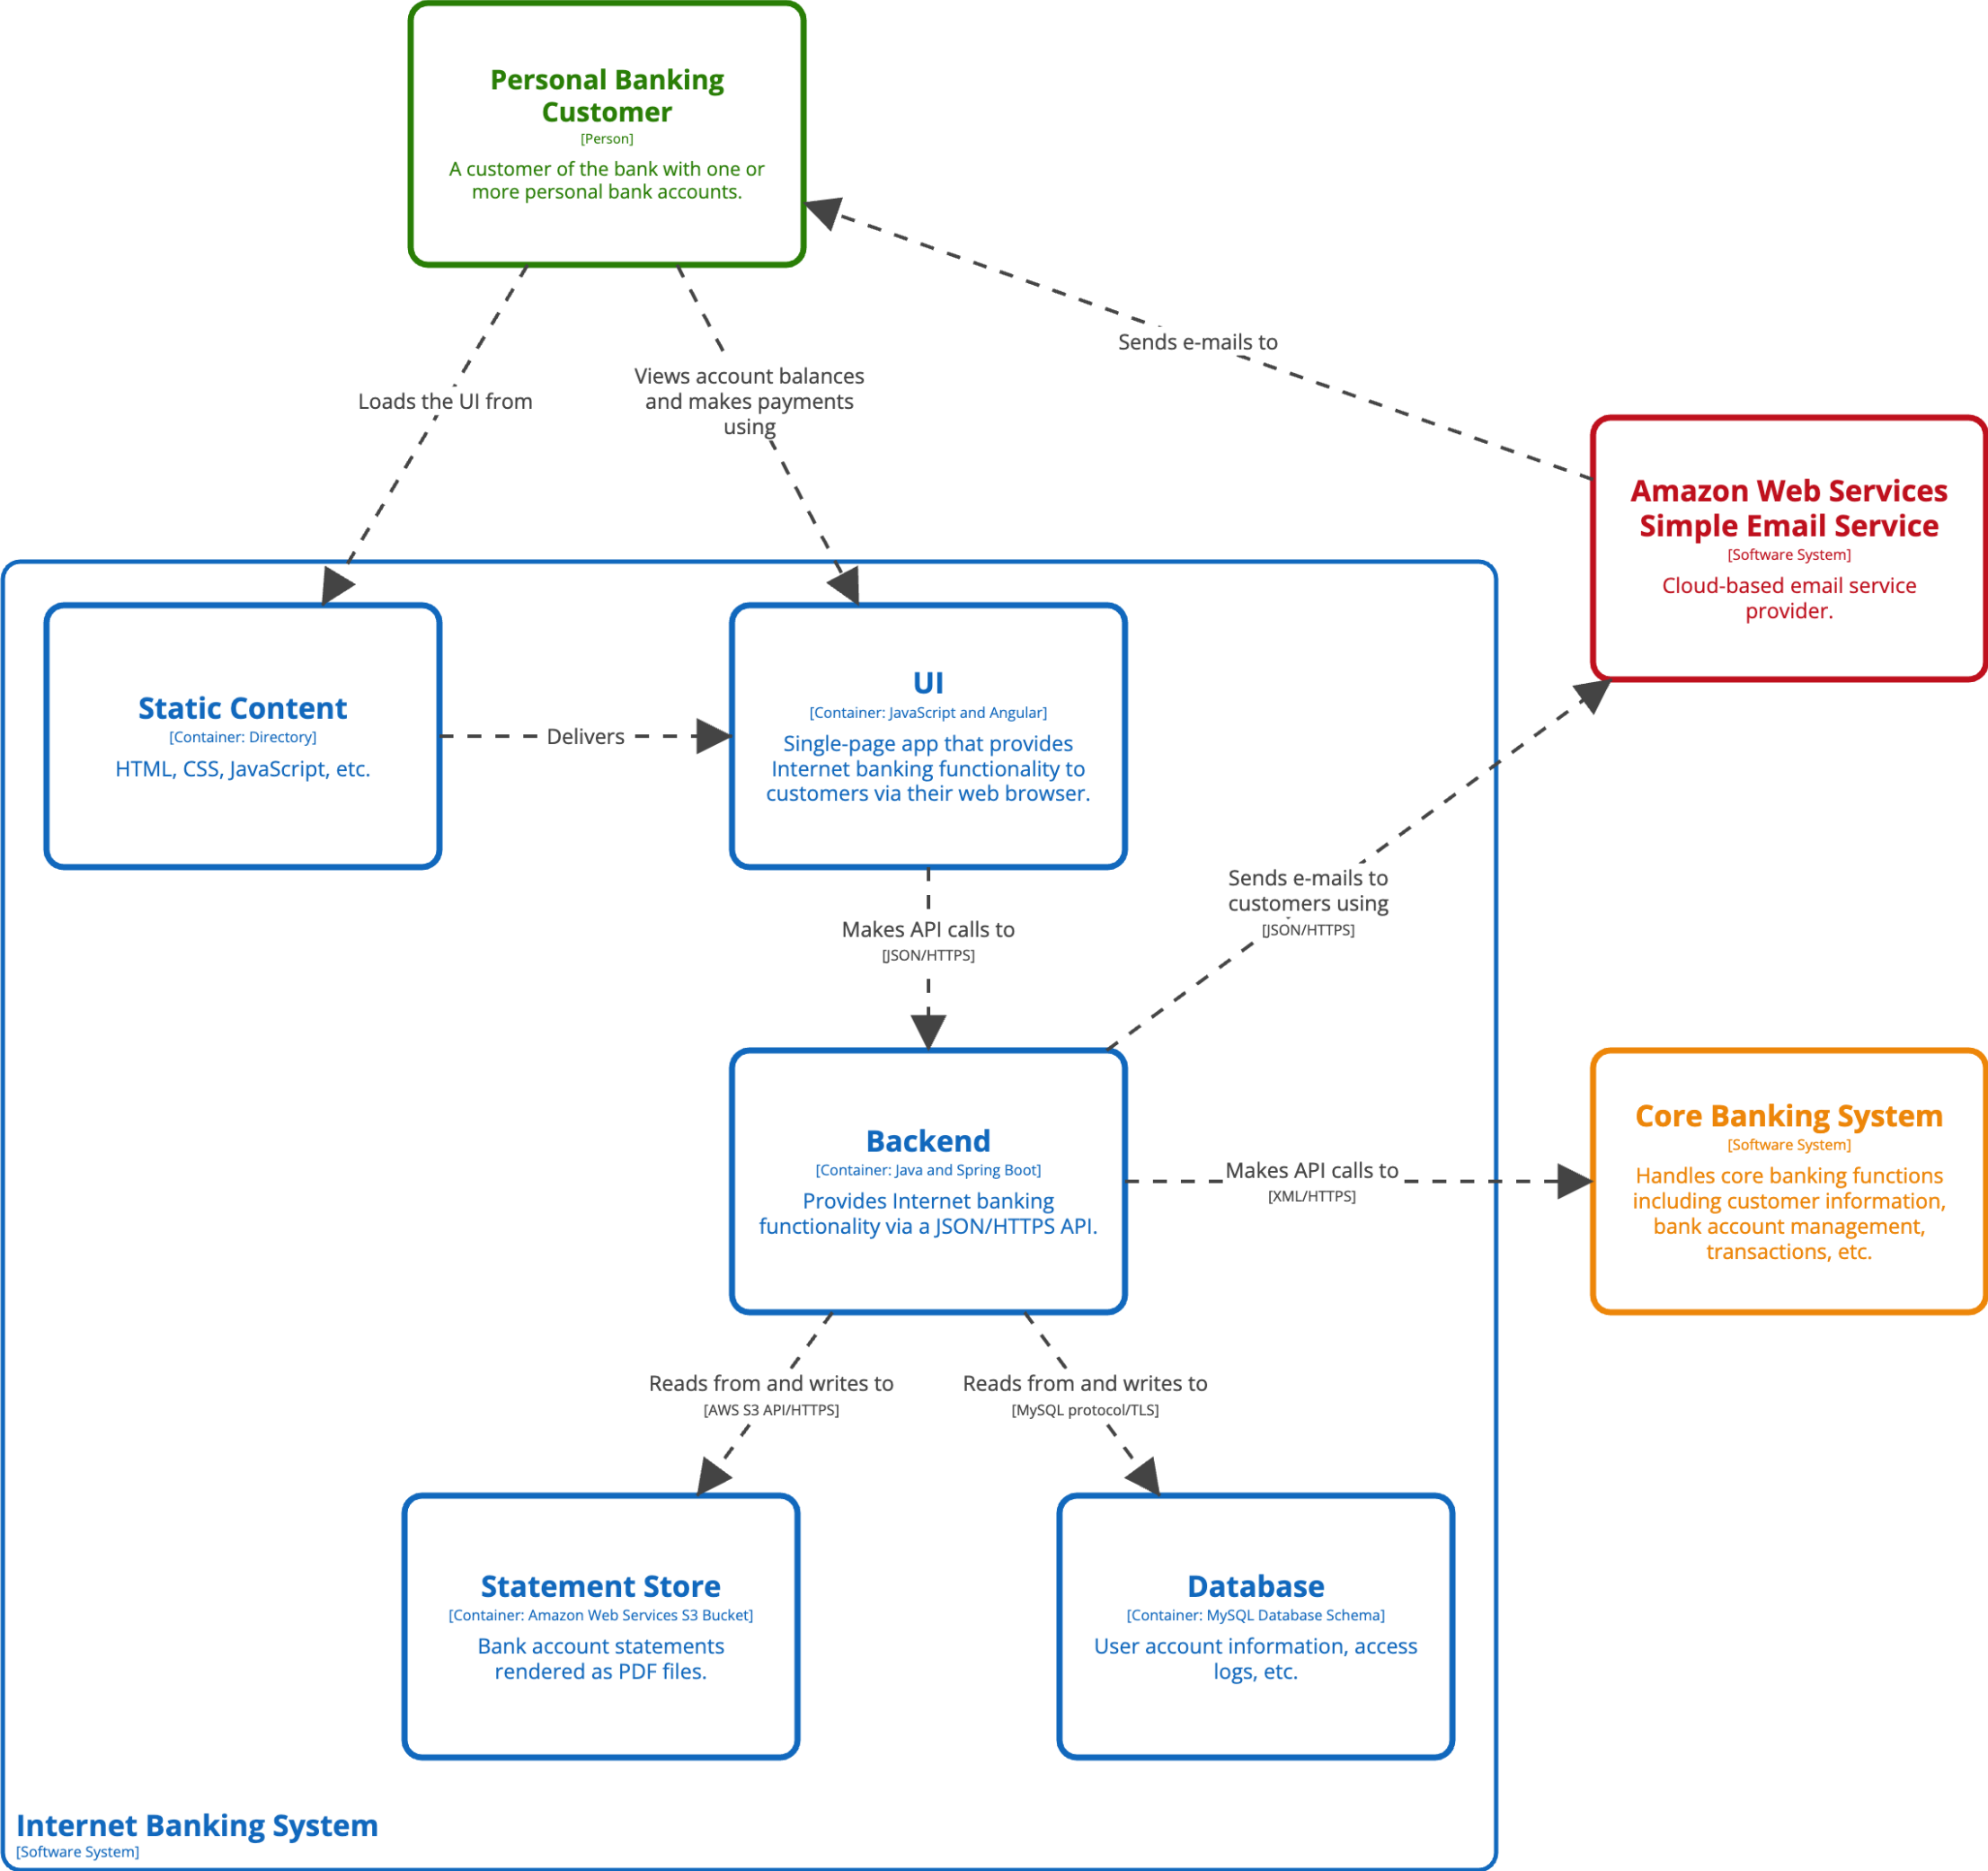 Personal Banking
Customer
[Person]
A customer of the bank with one or
more personal bank accounts.
Sends e-mails to
Loads the UI from
Views account balances
and makes payments
using
Amazon Web Services
Simple Email Service
[Software System]
Cloud-based email service
provider.
Static Content
[Container: Directory]
HTML, CSS, JavaScript, etc.
Delivers
UI
[Container: JavaScript and Angular]
Single-page app that provides
Internet banking functionality to
customers via their web browser.
Makes API calls to
[JSON/HTTPS]
Sends e-mails to
customers using
[JSON/HTTPS]
Backend
[Container: Java and Spring Boot]
Provides Internet banking
functionality via a JSON/HTTPS API.
Makes API calls to
[XML/HTTPS]
Core Banking System
[Software System]
Handles core banking functions
including customer information,
bank account management,
transactions, etc.
Reads from and writes to
[AWS S3 API/HTTPS]
Reads from and writes to
[MySQL protocol/TLS]
Statement Store
[Container: Amazon Web Services S3 Bucket]
Bank account statements
rendered as PDF files.
Database
[Container: MySQL Database Schema]
User account information, access
logs, etc.
Internet Banking System
[Software System]